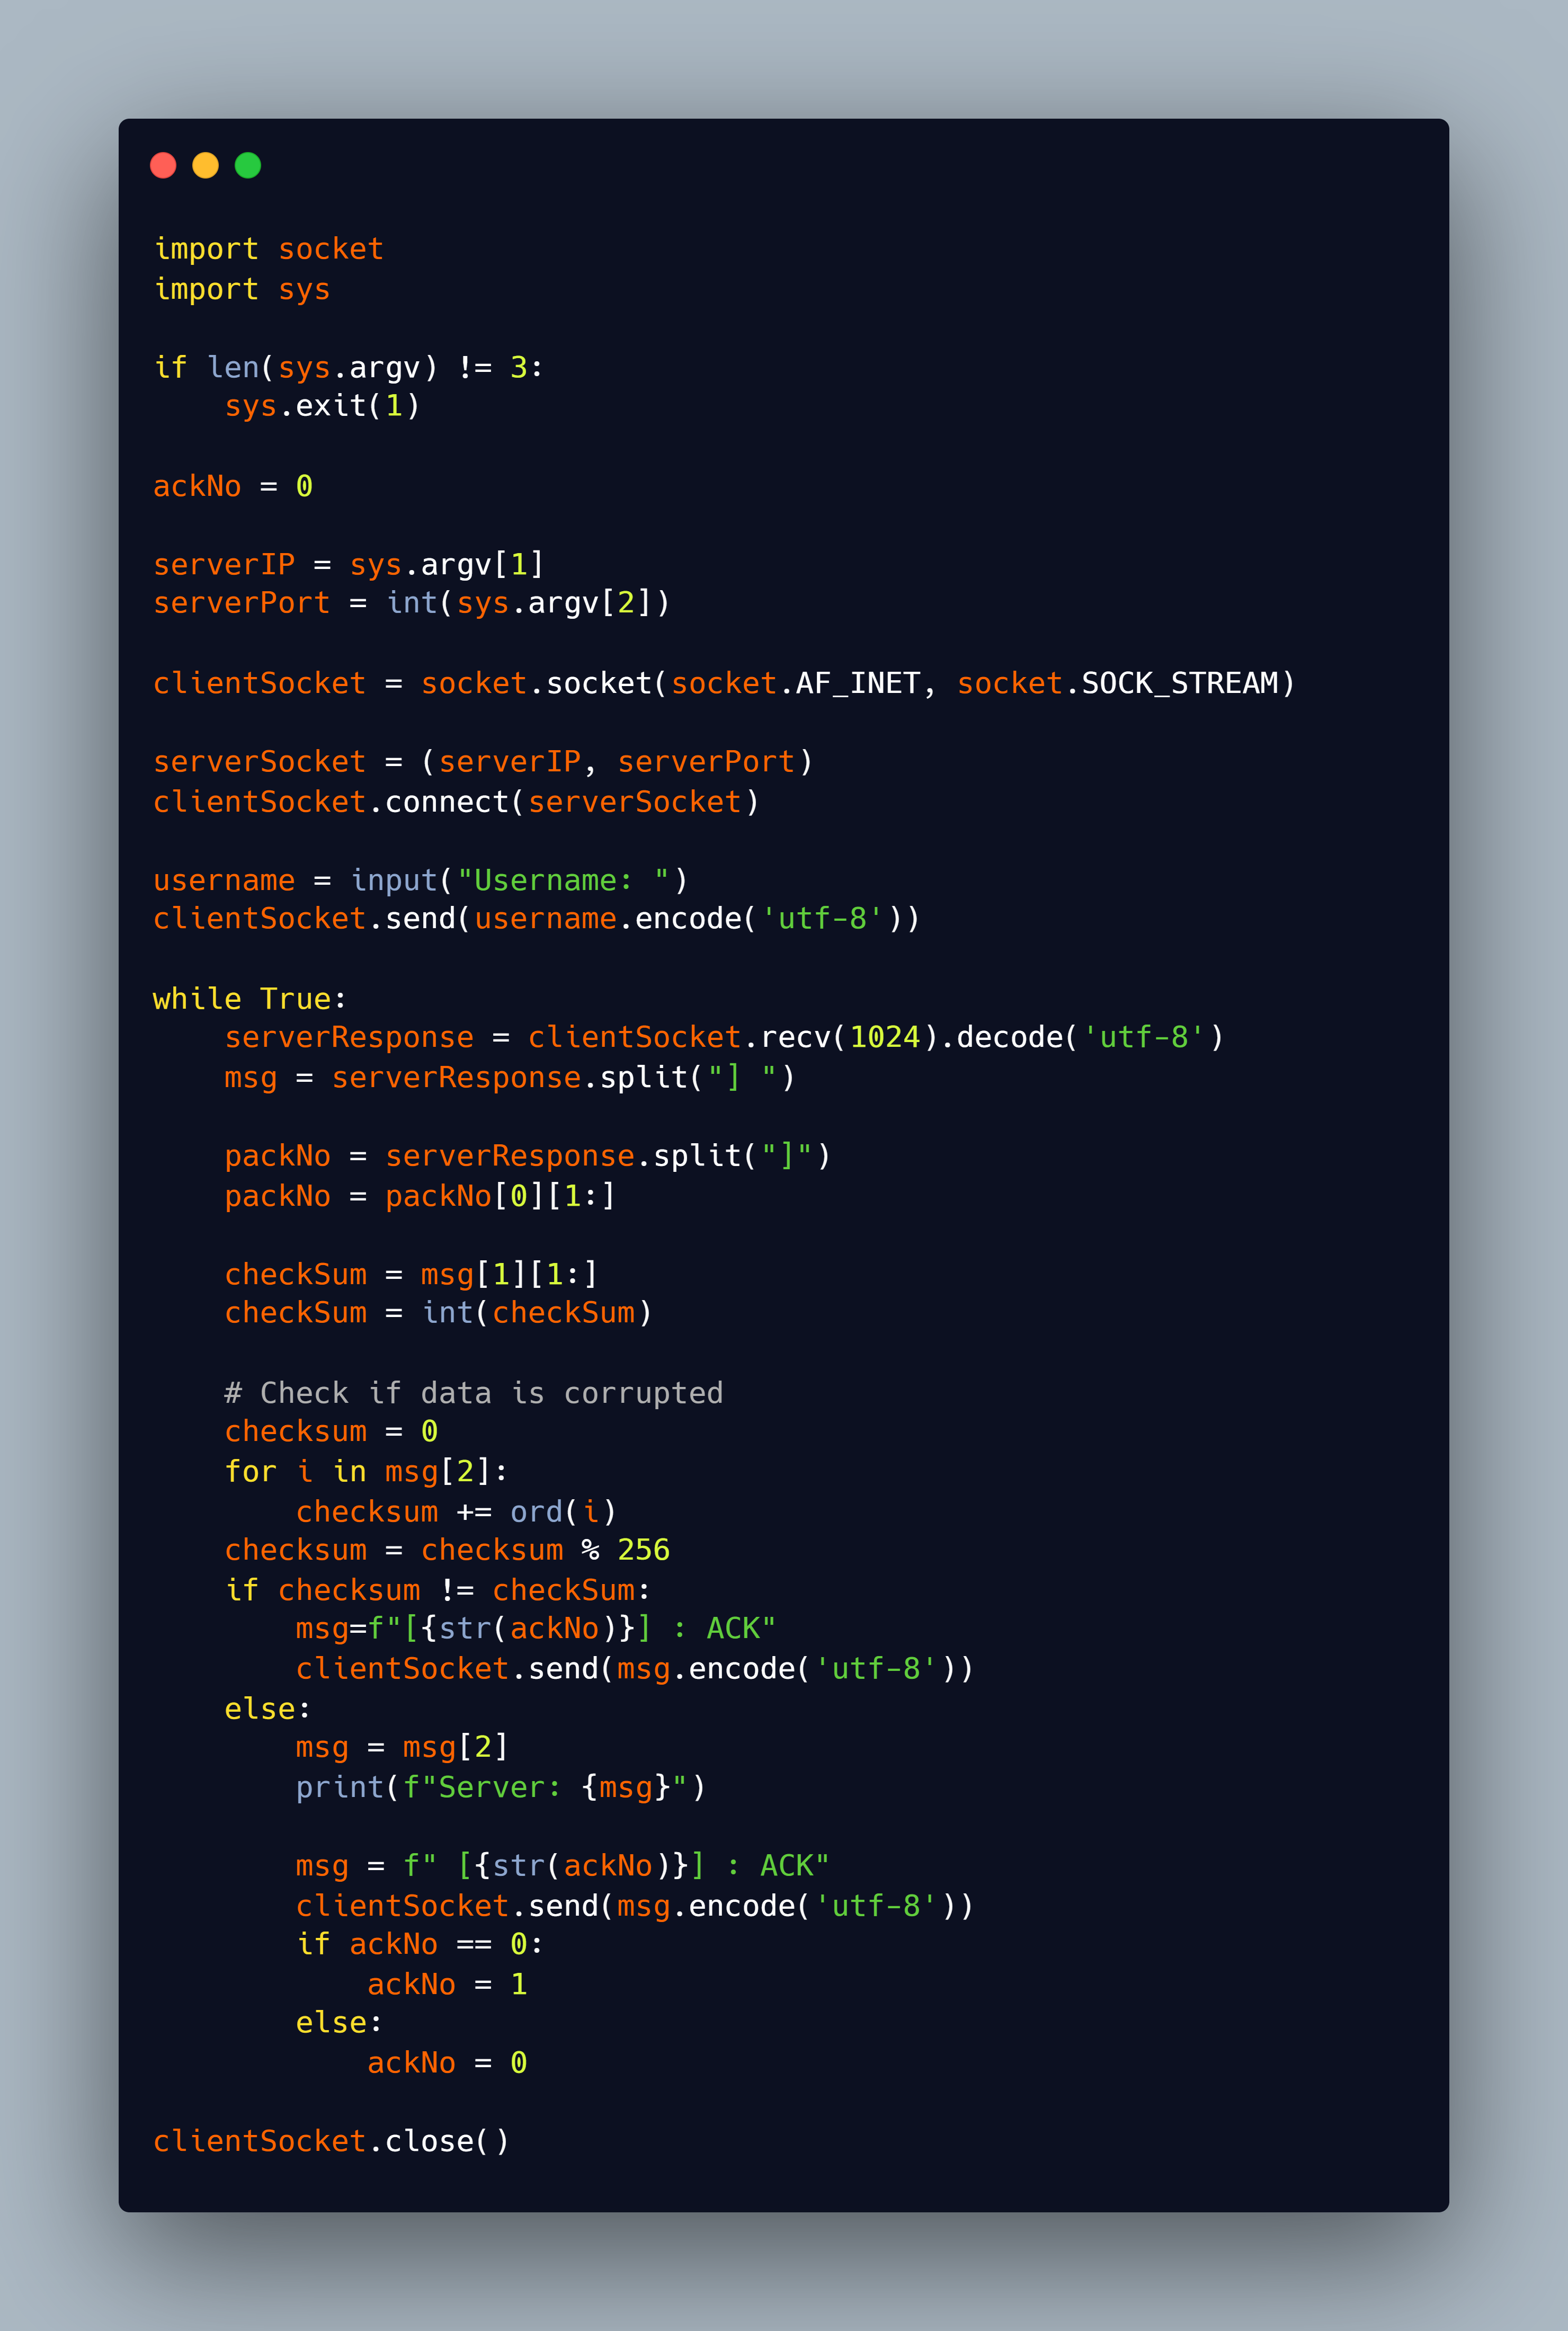 import socket
import sys

if len(sys.argv) != 3:
    sys.exit(1)

ackNo = 0

serverIP = sys.argv[1]
serverPort = int(sys.argv[2])

clientSocket = socket.socket(socket.AF_INET, socket.SOCK_STREAM)

serverSocket = (serverIP, serverPort)
clientSocket.connect(serverSocket)

username = input("Username: ")
clientSocket.send(username.encode('utf-8'))

while True:
    serverResponse = clientSocket.recv(1024).decode('utf-8')
    msg = serverResponse.split("] ")

    packNo = serverResponse.split("]")
    packNo = packNo[0][1:]

    checkSum = msg[1][1:]
    checkSum = int(checkSum)

    # Check if data is corrupted
    checksum = 0
    for i in msg[2]:
        checksum += ord(i)
    checksum = checksum % 256
    if checksum != checkSum:
        msg=f"[{str(ackNo)}] : ACK"
        clientSocket.send(msg.encode('utf-8'))
    else:
        msg = msg[2]
        print(f"Server: {msg}")

        msg = f" [{str(ackNo)}] : ACK"
        clientSocket.send(msg.encode('utf-8'))
        if ackNo == 0:
            ackNo = 1
        else:
            ackNo = 0

clientSocket.close()